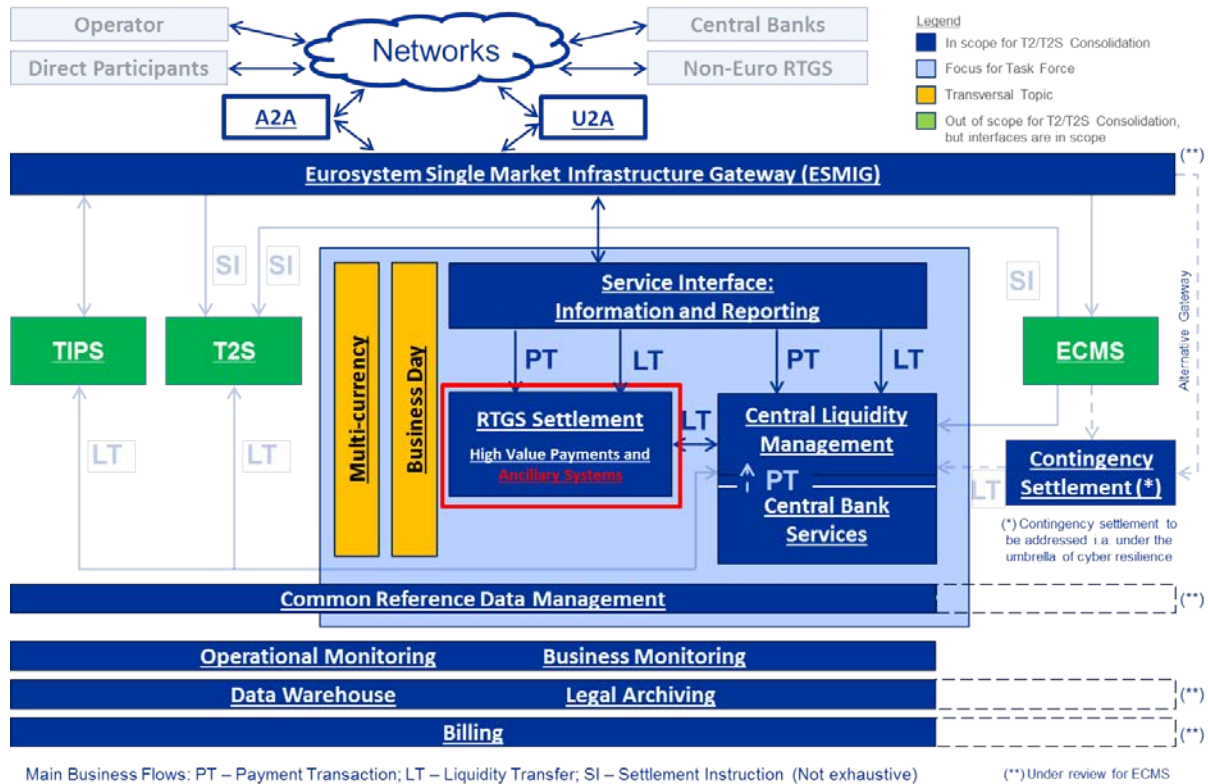 Operator
Direct Participants
Networks
Central Banks
Non-Euro RTGS
Legend
In scope for T2/T2S Consolidation
Focus for Task Force
Transversal Topic
Out of scope for T2/T2S Consolidation,
but interfaces are in scope
A2A
U2A
Eurosystem Single Market Infrastructure Gateway (ESMIG)
(**)
SI
SI
SI
Alternative Gateway
Multi-currency
Business Day
Service Interface:
Information and Reporting
TIPS
T2S
ECMS
PT
LT
PT
LT
RTGS Settlement
High Value Payments and
Ancillary Systems
LT
Central Liquidity
Management
PT
Central Bank
Services
LT
LT
LT
Contingency
Settlement (*)
(*) Contingency settlement to
be addressed i.a. under the
umbrella of cyber resilience
Common Reference Data Management
(**)
Operational Monitoring
Business Monitoring
Data Warehouse
Legal Archiving
(**)
Billing
(**)
Main Business Flows: PT – Payment Transaction; LT – Liquidity Transfer; SI – Settlement Instruction (Not exhaustive)
(**) Under review for ECMS